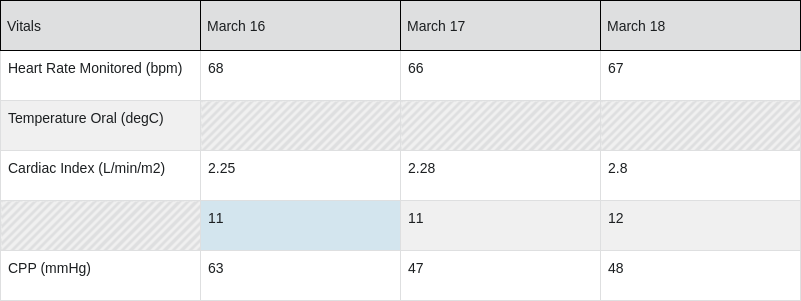 Vitals March 16 March 17 March 18
Heart Rate Monitored (bpm) 68 66 67
Temperature Oral (degC)
Cardiac Index (L/min/m2) 2.25 2.28 2.8
11 11 12
CPP (mmHg) 63 47 48